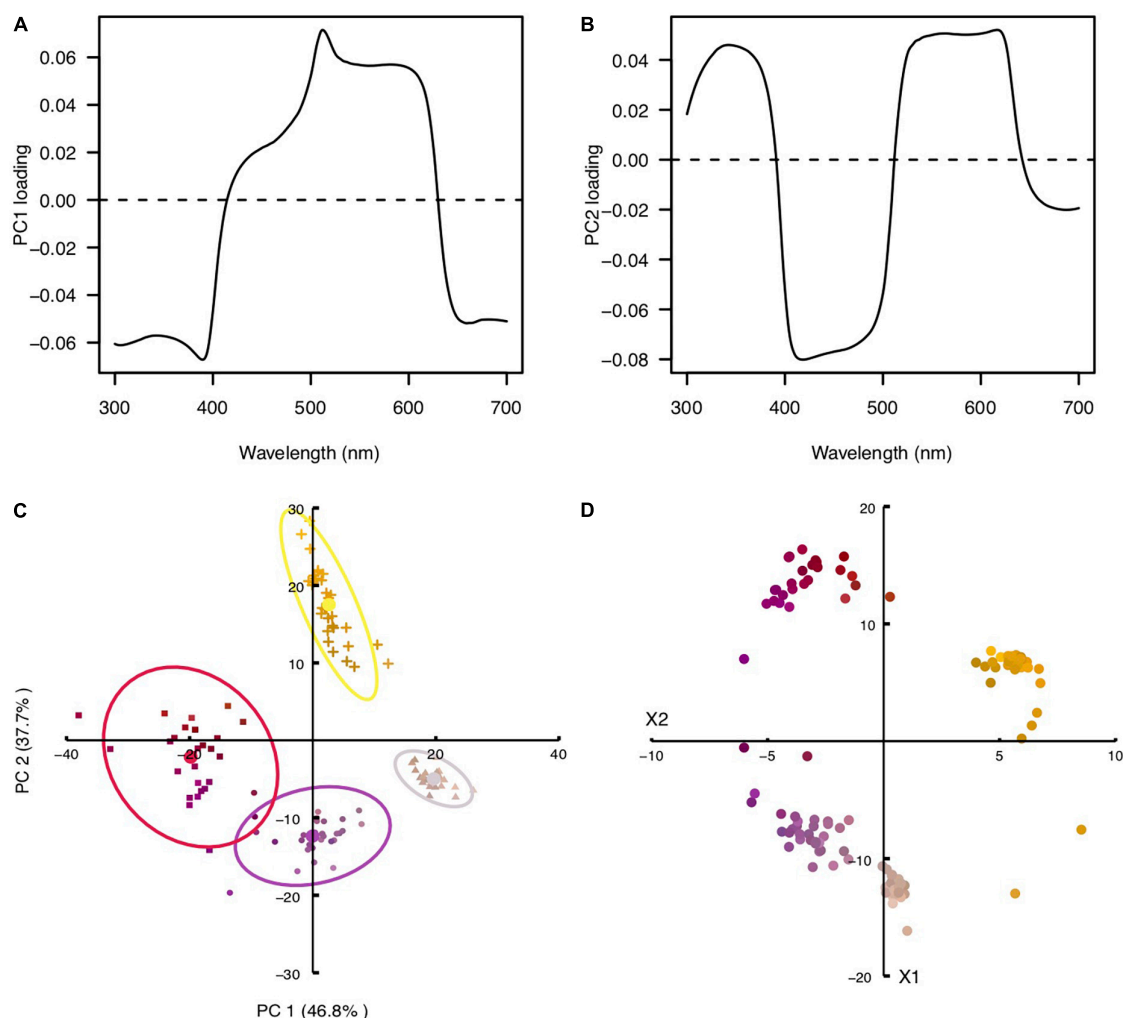 A
0.06
0.04
0.02
0.00
−0.02
−0.04
−0.06
PC1 loading
300 400 500 600 700
Wavelength (nm)
B
0.04
0.02
0.00
−0.02
−0.04
−0.06
−0.08
PC2 loading
300 400 500 600 700
Wavelength (nm)
C
30
20
10
−40 −20 20 40
−10
−20
−30
PC 2 (37.7%)
PC 1 (46.8% )
D
20
10
X2
−10 −5 5 10
−10
−20 X1